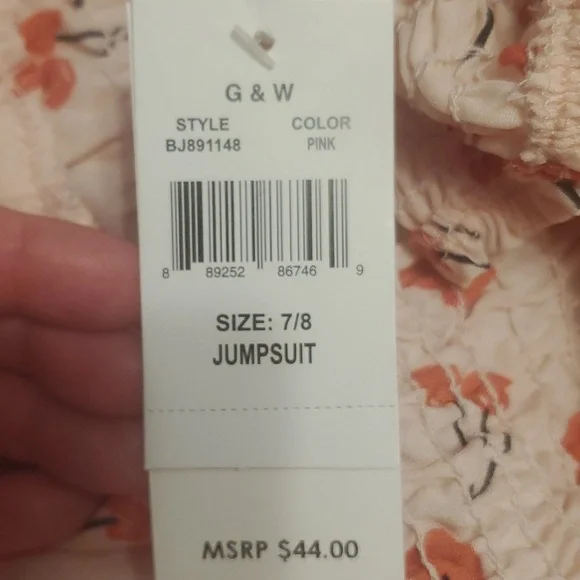 G & W
STYLE COLOR
BJ891148 PINK
8 89252 86746 9
SIZE: 7/8
JUMPSUIT
MSRP $44.00